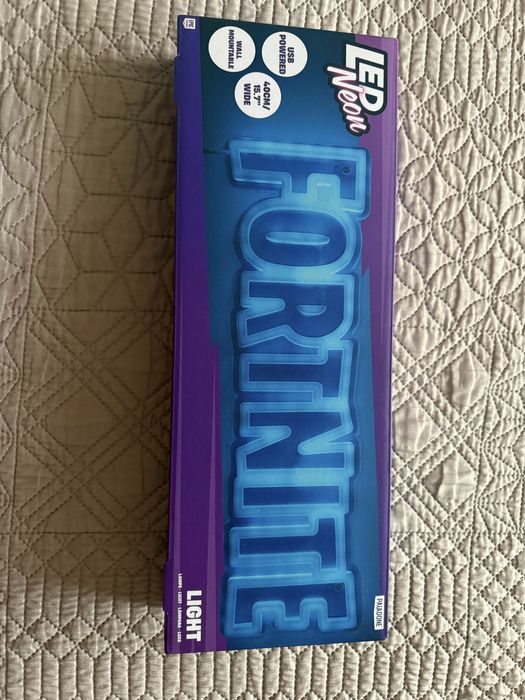 LED
Neon
USB
POWERED
WALL
MOUNTABLE
40CM/
15.7"
WIDE
FORTNITE
LIGHT
PALADONE